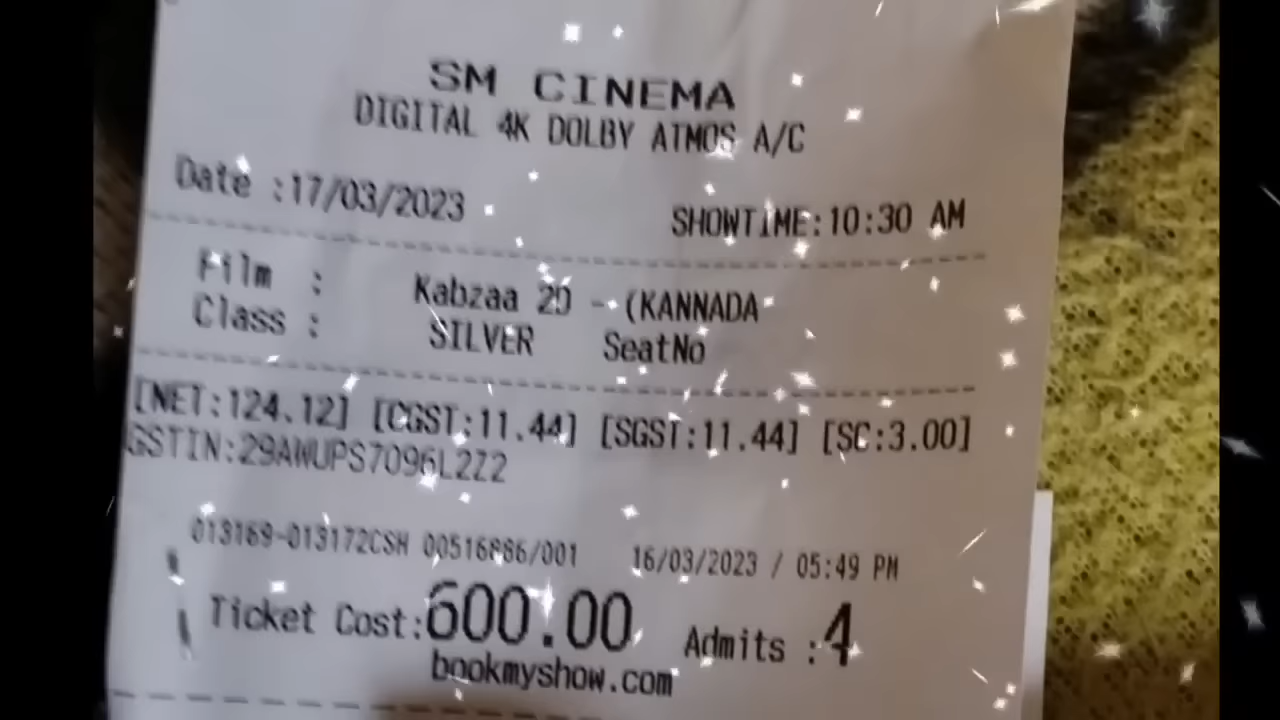 SM CINEMA
DIGITAL 4K DOLBY ATMOS A/C
Date :17/03/2023 SHOWTIME:10:30 AM
Film : Kabzaa 2D - (KANNADA
Class : SILVER SeatNo
[NET:124.12] [CGST:11.44] [SGST:11.44] [SC:3.00]
GSTIN:29AWUPS7096L2Z2
013169-013172CSH 00516886/001 16/03/2023 / 05:49 PM
Ticket Cost:600.00 Admits :4
bookmyshow.com